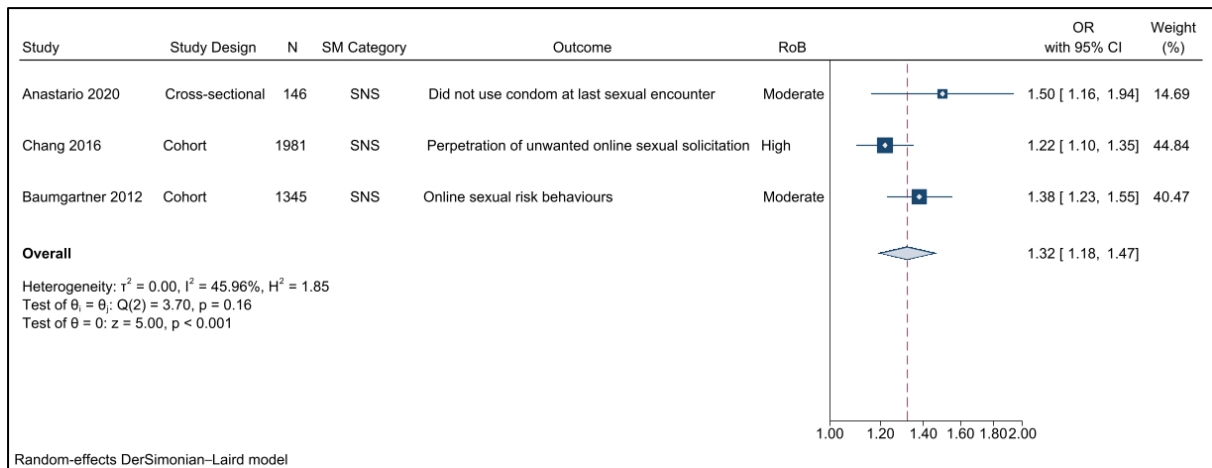 OR Weight
Study Study Design N SM Category Outcome RoB with 95% CI (%)
Anastario 2020 Cross-sectional 146 SNS Did not use condom at last sexual encounter Moderate 1.50 [ 1.16, 1.94] 14.69
Chang 2016 Cohort 1981 SNS Perpetration of unwanted online sexual solicitation High 1.22 [ 1.10, 1.35] 44.84
Baumgartner 2012 Cohort 1345 SNS Online sexual risk behaviours Moderate 1.38 [ 1.23, 1.55] 40.47
Overall 1.32 [ 1.18, 1.47]
Heterogeneity: τ² = 0.00, I² = 45.96%, H² = 1.85
Test of θᵢ = θⱼ: Q(2) = 3.70, p = 0.16
Test of θ = 0: z = 5.00, p < 0.001
1.00 1.20 1.40 1.60 1.80 2.00
Random-effects DerSimonian–Laird model